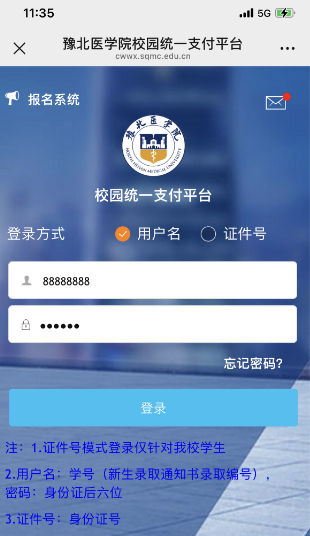 11:35
5G
豫北医学院校园统一支付平台
cwwx.sqmc.edu.cn
报名系统
豫北医学院
校园统一支付平台
登录方式 用户名 证件号
88888888
••••••
忘记密码?
登录
注：1.证件号模式登录仅针对我校学生
2.用户名：学号（新生录取通知书录取编号），
密码：身份证后六位
3.证件号：身份证号